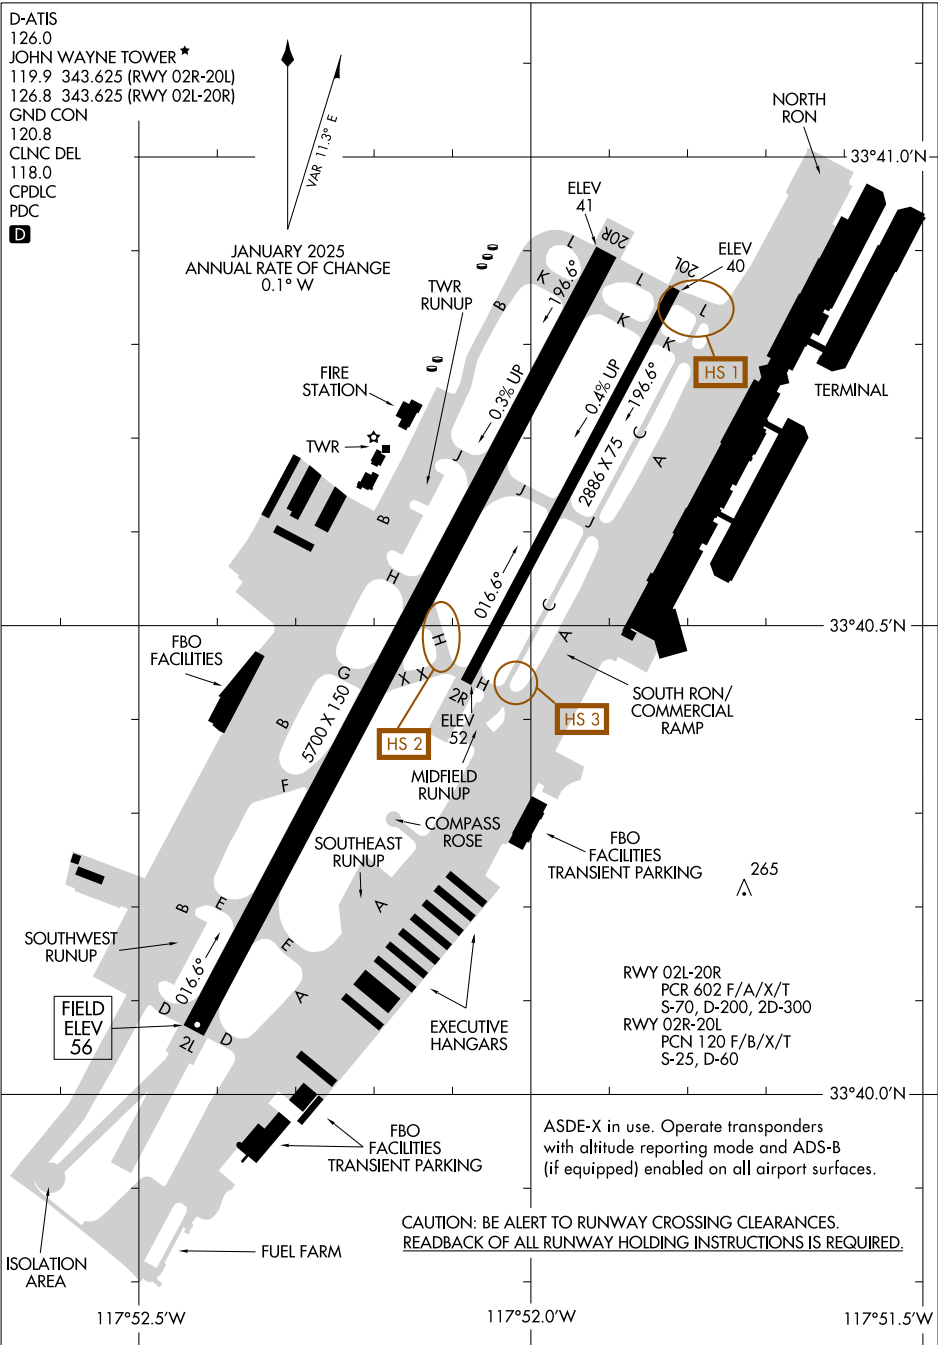 D-ATIS
126.0
JOHN WAYNE TOWER ★
119.9 343.625 (RWY 02R-20L)
126.8 343.625 (RWY 02L-20R)
GND CON
120.8
CLNC DEL
118.0
CPDLC
PDC
D
VAR 11.3° E
JANUARY 2025
ANNUAL RATE OF CHANGE
0.1° W
NORTH
RON
33°41.0'N
ELEV
41
20R
L
ELEV
40
20L
L
L
K
196.6°
B
K
K
HS 1
TWR
RUNUP
FIRE
STATION
TWR
0.3% UP
0.4% UP
196.6°
2886 X 75
TERMINAL
C
A
J
J
J
B
H
016.6°
C
A
33°40.5'N
H
FBO
FACILITIES
G
X
X
H
2R
B
5700 X 150
HS 2
ELEV
52
HS 3
SOUTH RON/
COMMERCIAL
RAMP
F
MIDFIELD
RUNUP
COMPASS
ROSE
SOUTHEAST
RUNUP
FBO
FACILITIES
TRANSIENT PARKING
265
B
E
A
E
SOUTHWEST
RUNUP
016.6°
A
D
D
2L
FIELD
ELEV
56
EXECUTIVE
HANGARS
RWY 02L-20R
PCR 602 F/A/X/T
S-70, D-200, 2D-300
RWY 02R-20L
PCN 120 F/B/X/T
S-25, D-60
33°40.0'N
FBO
FACILITIES
TRANSIENT PARKING
ASDE-X in use. Operate transponders
with altitude reporting mode and ADS-B
(if equipped) enabled on all airport surfaces.
CAUTION: BE ALERT TO RUNWAY CROSSING CLEARANCES.
READBACK OF ALL RUNWAY HOLDING INSTRUCTIONS IS REQUIRED.
FUEL FARM
ISOLATION
AREA
117°52.5'W
117°52.0'W
117°51.5'W